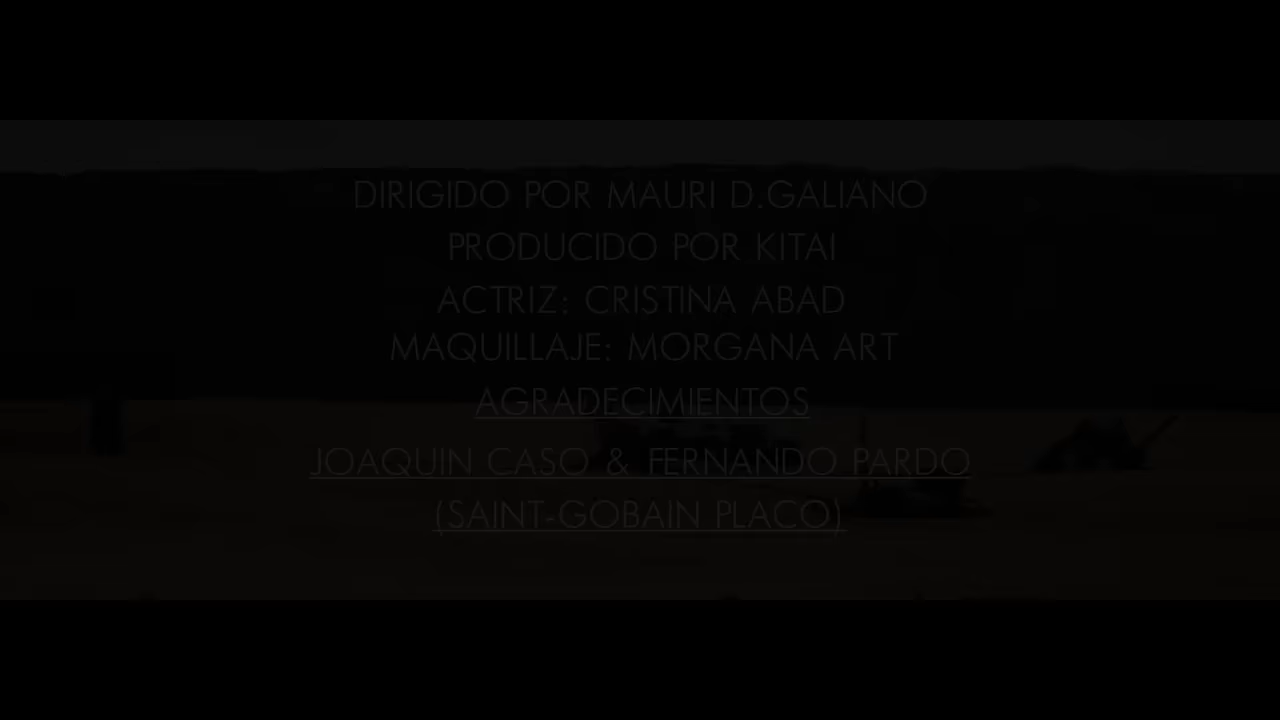 DIRIGIDO POR MAURI D.GALIANO
PRODUCIDO POR KITAI
ACTRIZ: CRISTINA ABAD
MAQUILLAJE: MORGANA ART
AGRADECIMIENTOS
JOAQUIN CASO & FERNANDO PARDO
(SAINT-GOBAIN PLACO)